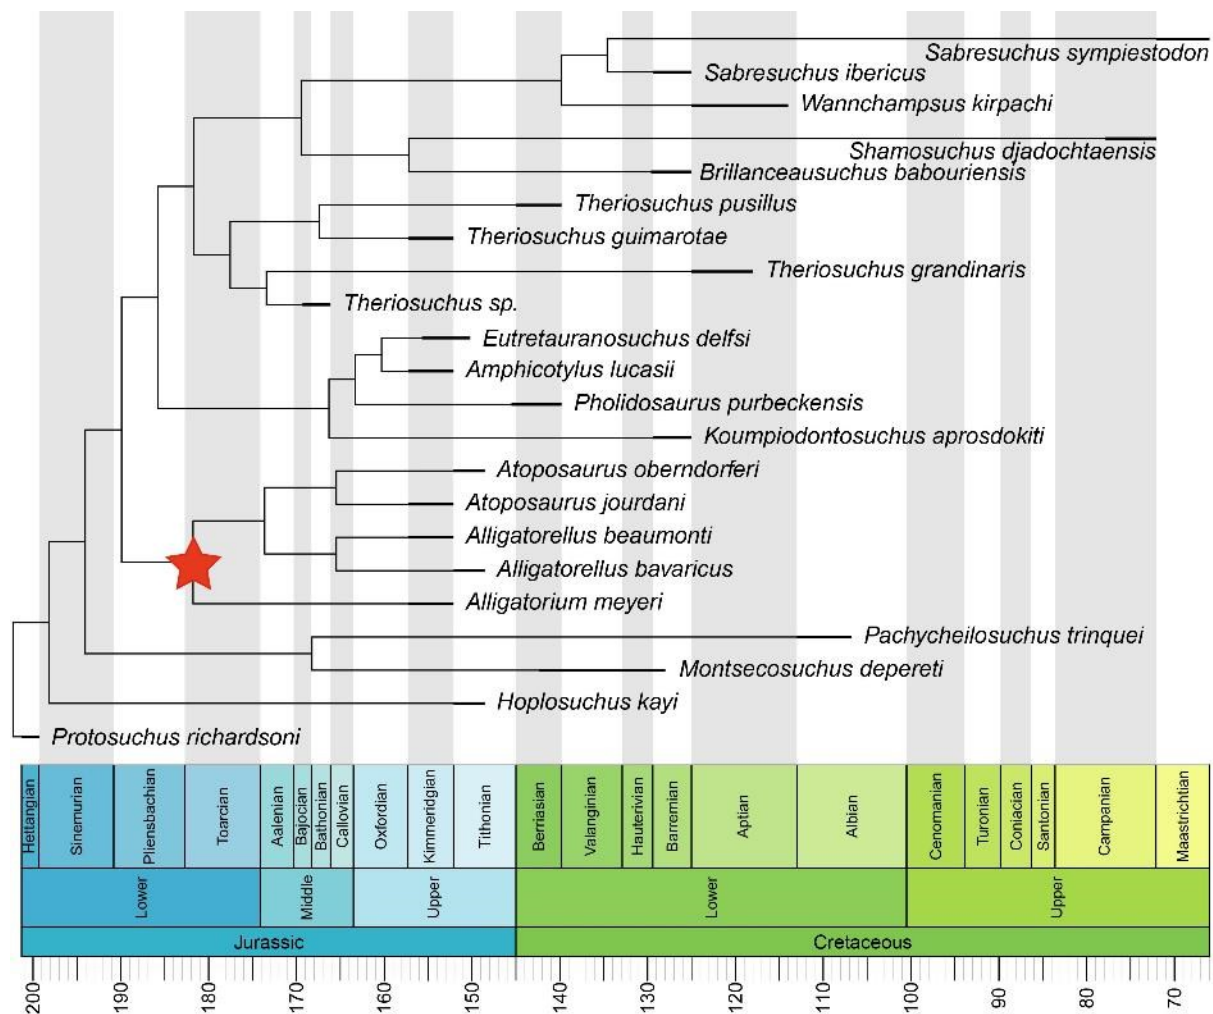 Sabresuchus sympiestodon
Sabresuchus ibericus
Wannchampsus kirpachi
Shamosuchus djadochtaensis
Brillanceausuchus babouriensis
Theriosuchus pusillus
Theriosuchus guimarotae
Theriosuchus grandinaris
Theriosuchus sp.
Eutretauranosuchus delfsi
Amphicotylus lucasii
Pholidosaurus purbeckensis
Koumpiodontosuchus aprosdokiti
Atoposaurus oberndorferi
Atoposaurus jourdani
Alligatorellus beaumonti
Alligatorellus bavaricus
Alligatorium meyeri
Pachycheilosuchus trinquei
Montsecosuchus depereti
Hoplosuchus kayi
Protosuchus richardsoni
Hettangian
Sinemurian
Pliensbachian
Toarcian
Aalenian
Bajocian
Bathonian
Callovian
Oxfordian
Kimmeridgian
Tithonian
Berriasian
Valanginian
Hauterivian
Barremian
Aptian
Albian
Cenomanian
Turonian
Coniacian
Santonian
Campanian
Maastrichtian
Lower
Middle
Upper
Lower
Upper
Jurassic
Cretaceous
200
190
180
170
160
150
140
130
120
110
100
90
80
70